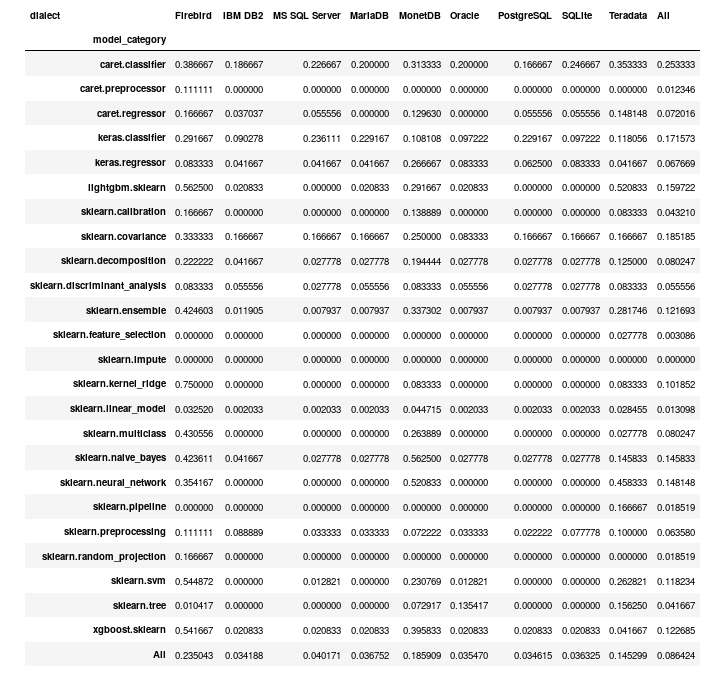 dialect Firebird IBM DB2 MS SQL Server MariaDB MonetDB Oracle PostgreSQL SQLite Teradata All
model_category
caret.classifier 0.386667 0.186667 0.226667 0.200000 0.313333 0.200000 0.166667 0.246667 0.353333 0.253333
caret.preprocessor 0.111111 0.000000 0.000000 0.000000 0.000000 0.000000 0.000000 0.000000 0.000000 0.012346
caret.regressor 0.166667 0.037037 0.055556 0.000000 0.129630 0.000000 0.055556 0.055556 0.148148 0.072016
keras.classifier 0.291667 0.090278 0.236111 0.229167 0.108108 0.097222 0.229167 0.097222 0.118056 0.171573
keras.regressor 0.083333 0.041667 0.041667 0.041667 0.266667 0.083333 0.062500 0.083333 0.041667 0.067669
lightgbm.sklearn 0.562500 0.020833 0.000000 0.020833 0.291667 0.020833 0.000000 0.000000 0.520833 0.159722
sklearn.calibration 0.166667 0.000000 0.000000 0.000000 0.138889 0.000000 0.000000 0.000000 0.083333 0.043210
sklearn.covariance 0.333333 0.166667 0.166667 0.166667 0.250000 0.083333 0.166667 0.166667 0.166667 0.185185
sklearn.decomposition 0.222222 0.041667 0.027778 0.027778 0.194444 0.027778 0.027778 0.027778 0.125000 0.080247
sklearn.discriminant_analysis 0.083333 0.055556 0.027778 0.055556 0.083333 0.055556 0.027778 0.027778 0.083333 0.055556
sklearn.ensemble 0.424603 0.011905 0.007937 0.007937 0.337302 0.007937 0.007937 0.007937 0.281746 0.121693
sklearn.feature_selection 0.000000 0.000000 0.000000 0.000000 0.000000 0.000000 0.000000 0.000000 0.027778 0.003086
sklearn.impute 0.000000 0.000000 0.000000 0.000000 0.000000 0.000000 0.000000 0.000000 0.000000 0.000000
sklearn.kernel_ridge 0.750000 0.000000 0.000000 0.000000 0.083333 0.000000 0.000000 0.000000 0.083333 0.101852
sklearn.linear_model 0.032520 0.002033 0.002033 0.002033 0.044715 0.002033 0.002033 0.002033 0.028455 0.013098
sklearn.multiclass 0.430556 0.000000 0.000000 0.000000 0.263889 0.000000 0.000000 0.000000 0.027778 0.080247
sklearn.naive_bayes 0.423611 0.041667 0.027778 0.027778 0.562500 0.027778 0.027778 0.027778 0.145833 0.145833
sklearn.neural_network 0.354167 0.000000 0.000000 0.000000 0.520833 0.000000 0.000000 0.000000 0.458333 0.148148
sklearn.pipeline 0.000000 0.000000 0.000000 0.000000 0.000000 0.000000 0.000000 0.000000 0.166667 0.018519
sklearn.preprocessing 0.111111 0.088889 0.033333 0.033333 0.072222 0.033333 0.022222 0.077778 0.100000 0.063580
sklearn.random_projection 0.166667 0.000000 0.000000 0.000000 0.000000 0.000000 0.000000 0.000000 0.000000 0.018519
sklearn.svm 0.544872 0.000000 0.012821 0.000000 0.230769 0.012821 0.000000 0.000000 0.262821 0.118234
sklearn.tree 0.010417 0.000000 0.000000 0.000000 0.072917 0.135417 0.000000 0.000000 0.156250 0.041667
xgboost.sklearn 0.541667 0.020833 0.020833 0.020833 0.395833 0.020833 0.020833 0.020833 0.041667 0.122685
All 0.235043 0.034188 0.040171 0.036752 0.185909 0.035470 0.034615 0.036325 0.145299 0.086424